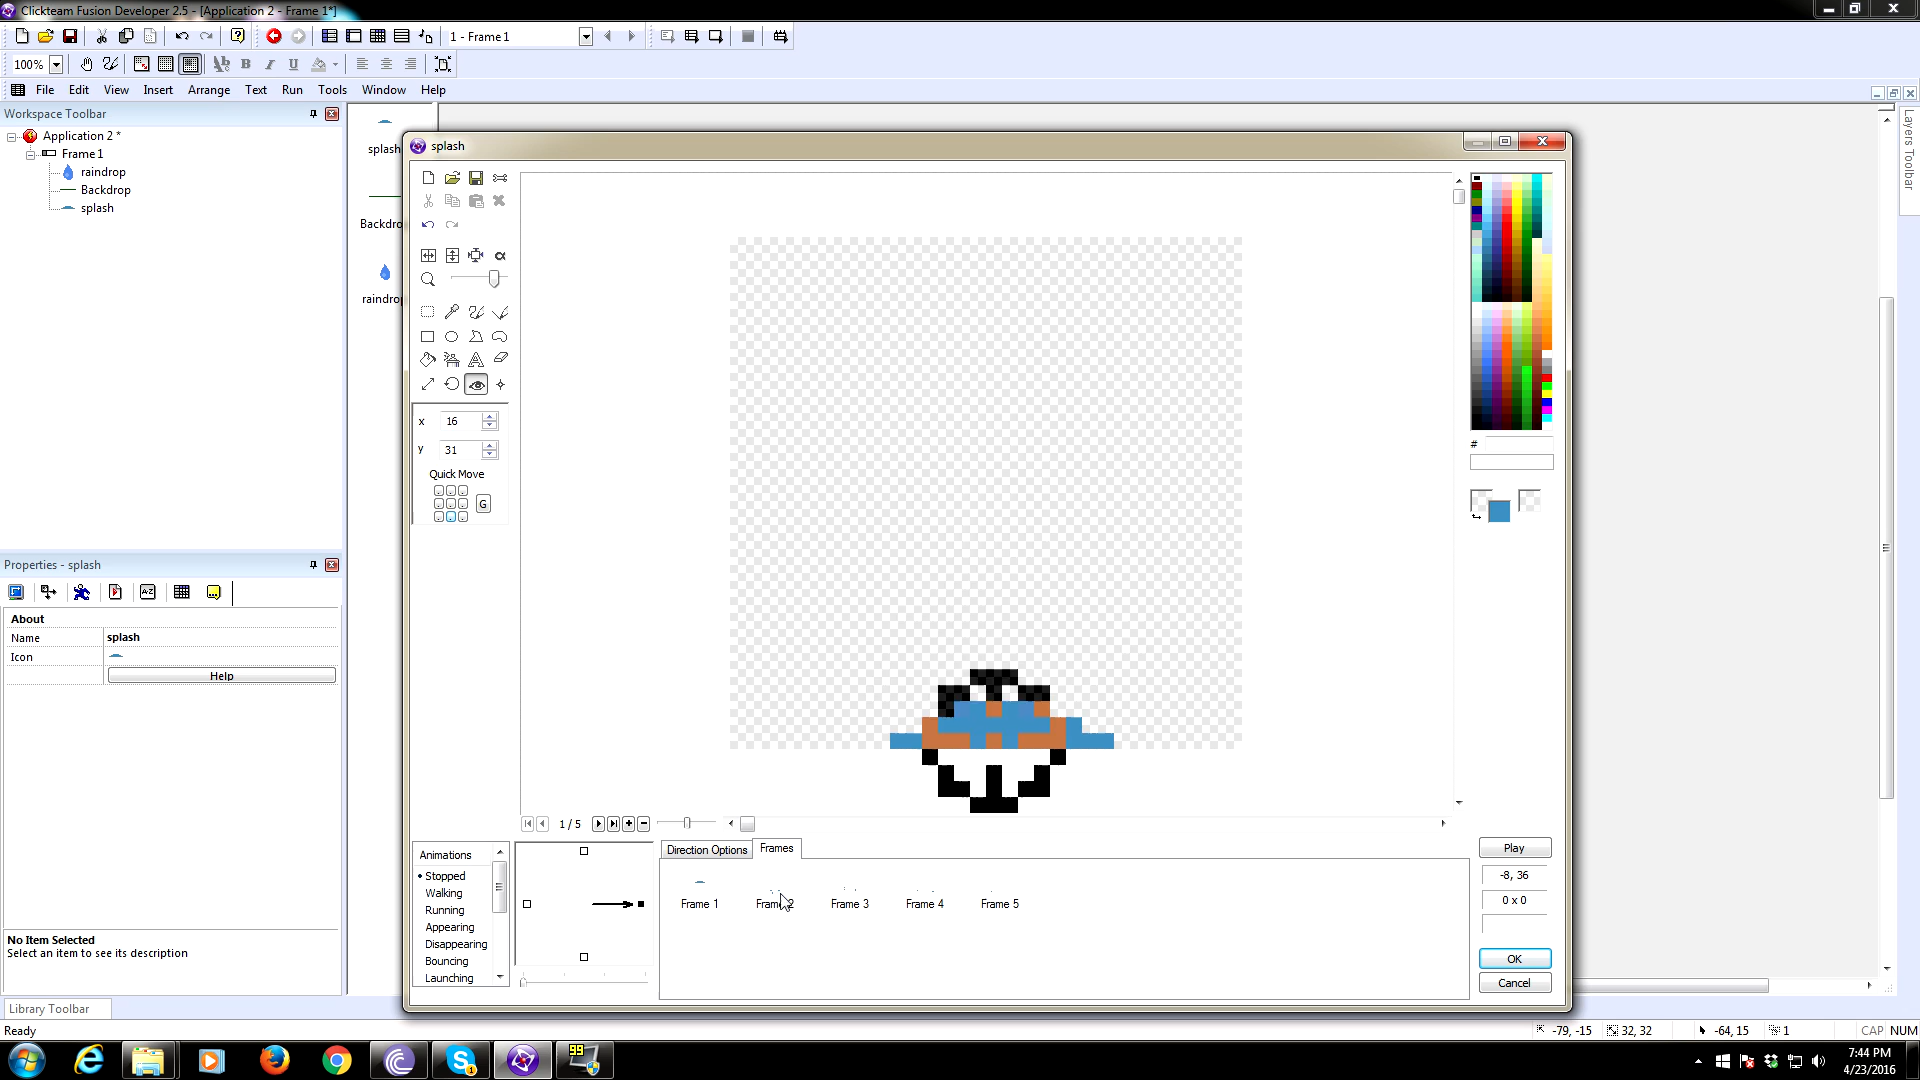 Clickteam Fusion Developer 2.5 - [Application 2 - Frame 1*]
1 - Frame 1
100%
File Edit View Insert Arrange Text Run Tools Window Help
Workspace Toolbar
Application 2 *
Frame 1
raindrop
Backdrop
splash
splash
Backdro
raindrop
Layers Toolbar
splash
x 16
y 31
Quick Move
G
#
1 / 5
Animations
Stopped
Walking
Running
Appearing
Disappearing
Bouncing
Launching
Direction Options Frames
Frame 1 Frame 2 Frame 3 Frame 4 Frame 5
Play
-8, 36
0 x 0
OK
Cancel
Properties - splash
About
Name splash
Icon
Help
No Item Selected
Select an item to see its description
Library Toolbar
Ready
-79, -15 32, 32 -64, 15 1 CAP NUM
99
7:44 PM
4/23/2016